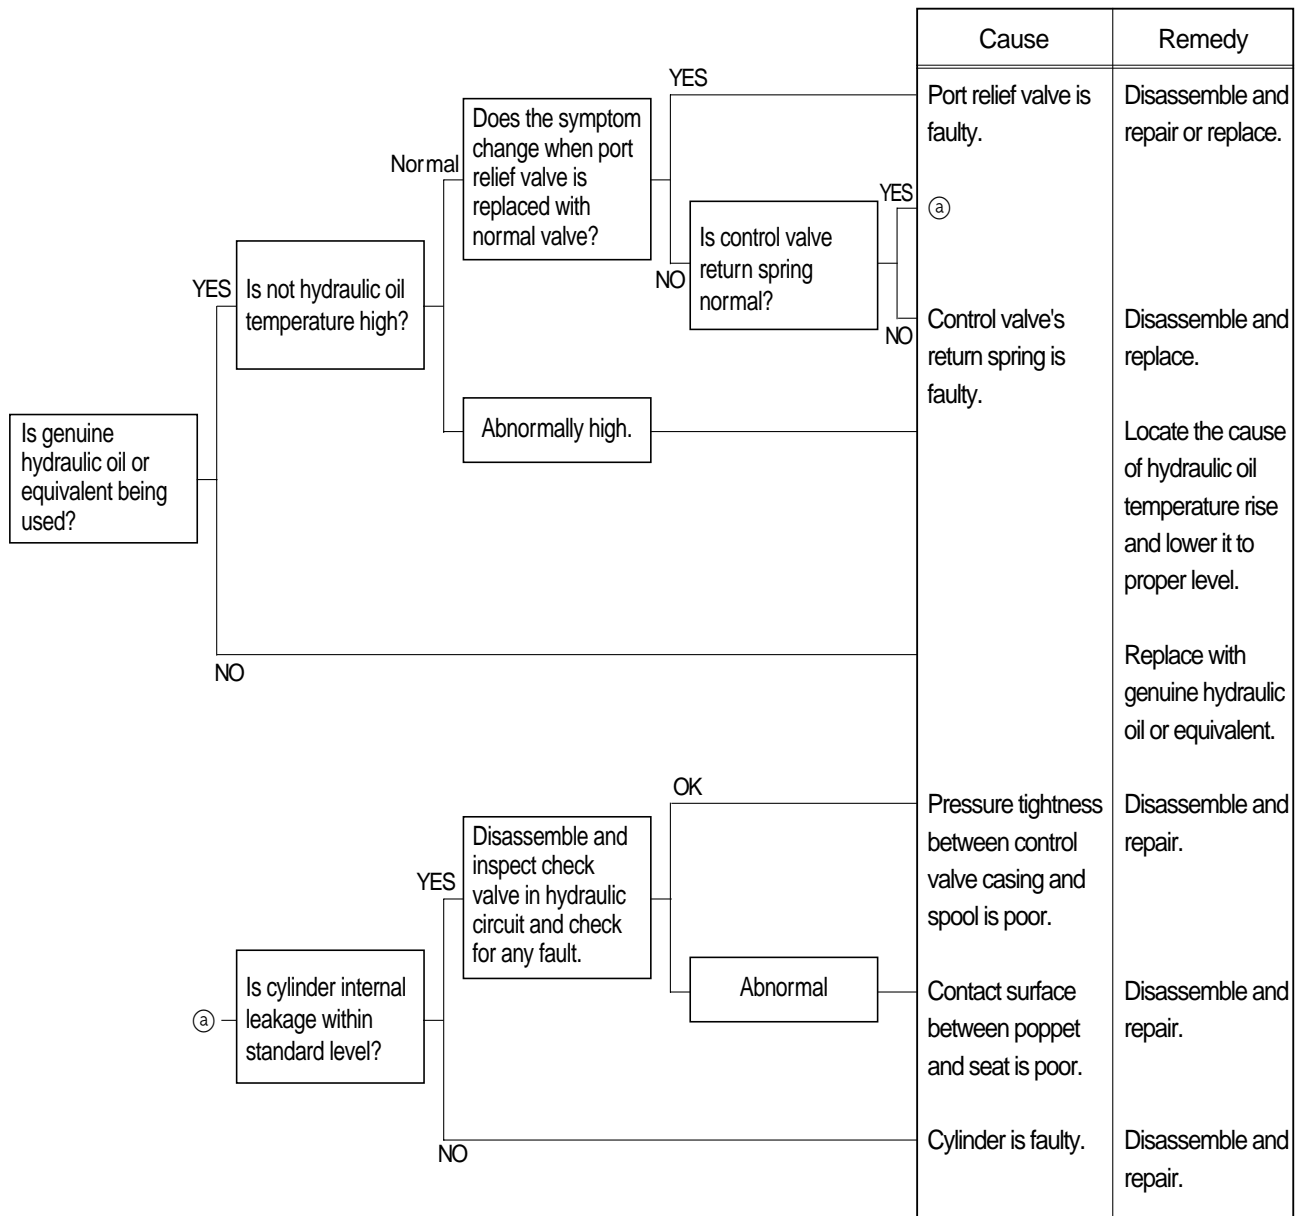 Cause
Remedy
YES
Port relief valve is
faulty.
Disassemble and
repair or replace.
Does the symptom
change when port
relief valve is
replaced with
normal valve?
Normal
YES
ⓐ
Is control valve
return spring
normal?
NO
YES
Is not hydraulic oil
temperature high?
NO
Control valve's
return spring is
faulty.
Disassemble and
replace.
Abnormally high.
Is genuine
hydraulic oil or
equivalent being
used?
Locate the cause
of hydraulic oil
temperature rise
and lower it to
proper level.
NO
Replace with
genuine hydraulic
oil or equivalent.
OK
Pressure tightness
between control
valve casing and
spool is poor.
Disassemble and
repair.
Disassemble and
inspect check
valve in hydraulic
circuit and check
for any fault.
YES
Abnormal
Contact surface
between poppet
and seat is poor.
Disassemble and
repair.
ⓐ
Is cylinder internal
leakage within
standard level?
NO
Cylinder is faulty.
Disassemble and
repair.